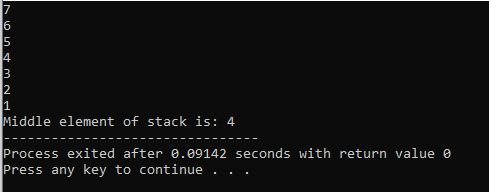 7
6
5
4
3
2
1
Middle element of stack is: 4
--------------------------------
Process exited after 0.09142 seconds with return value 0
Press any key to continue . . .